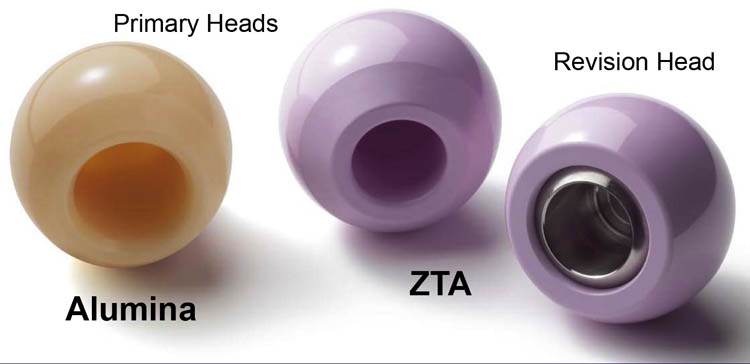 Primary Heads
Revision Head
ZTA
Alumina